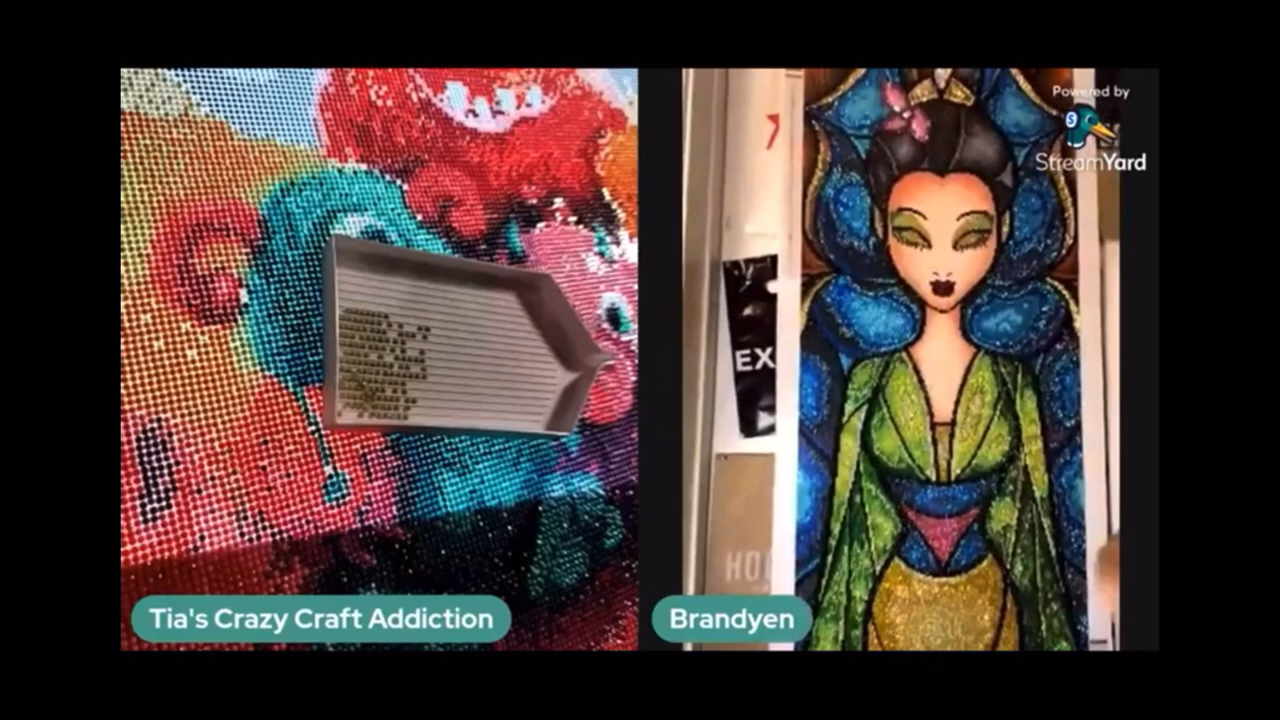 Powered by
S
StreamYard
EX
HO
Tia's Crazy Craft Addiction
Brandyen